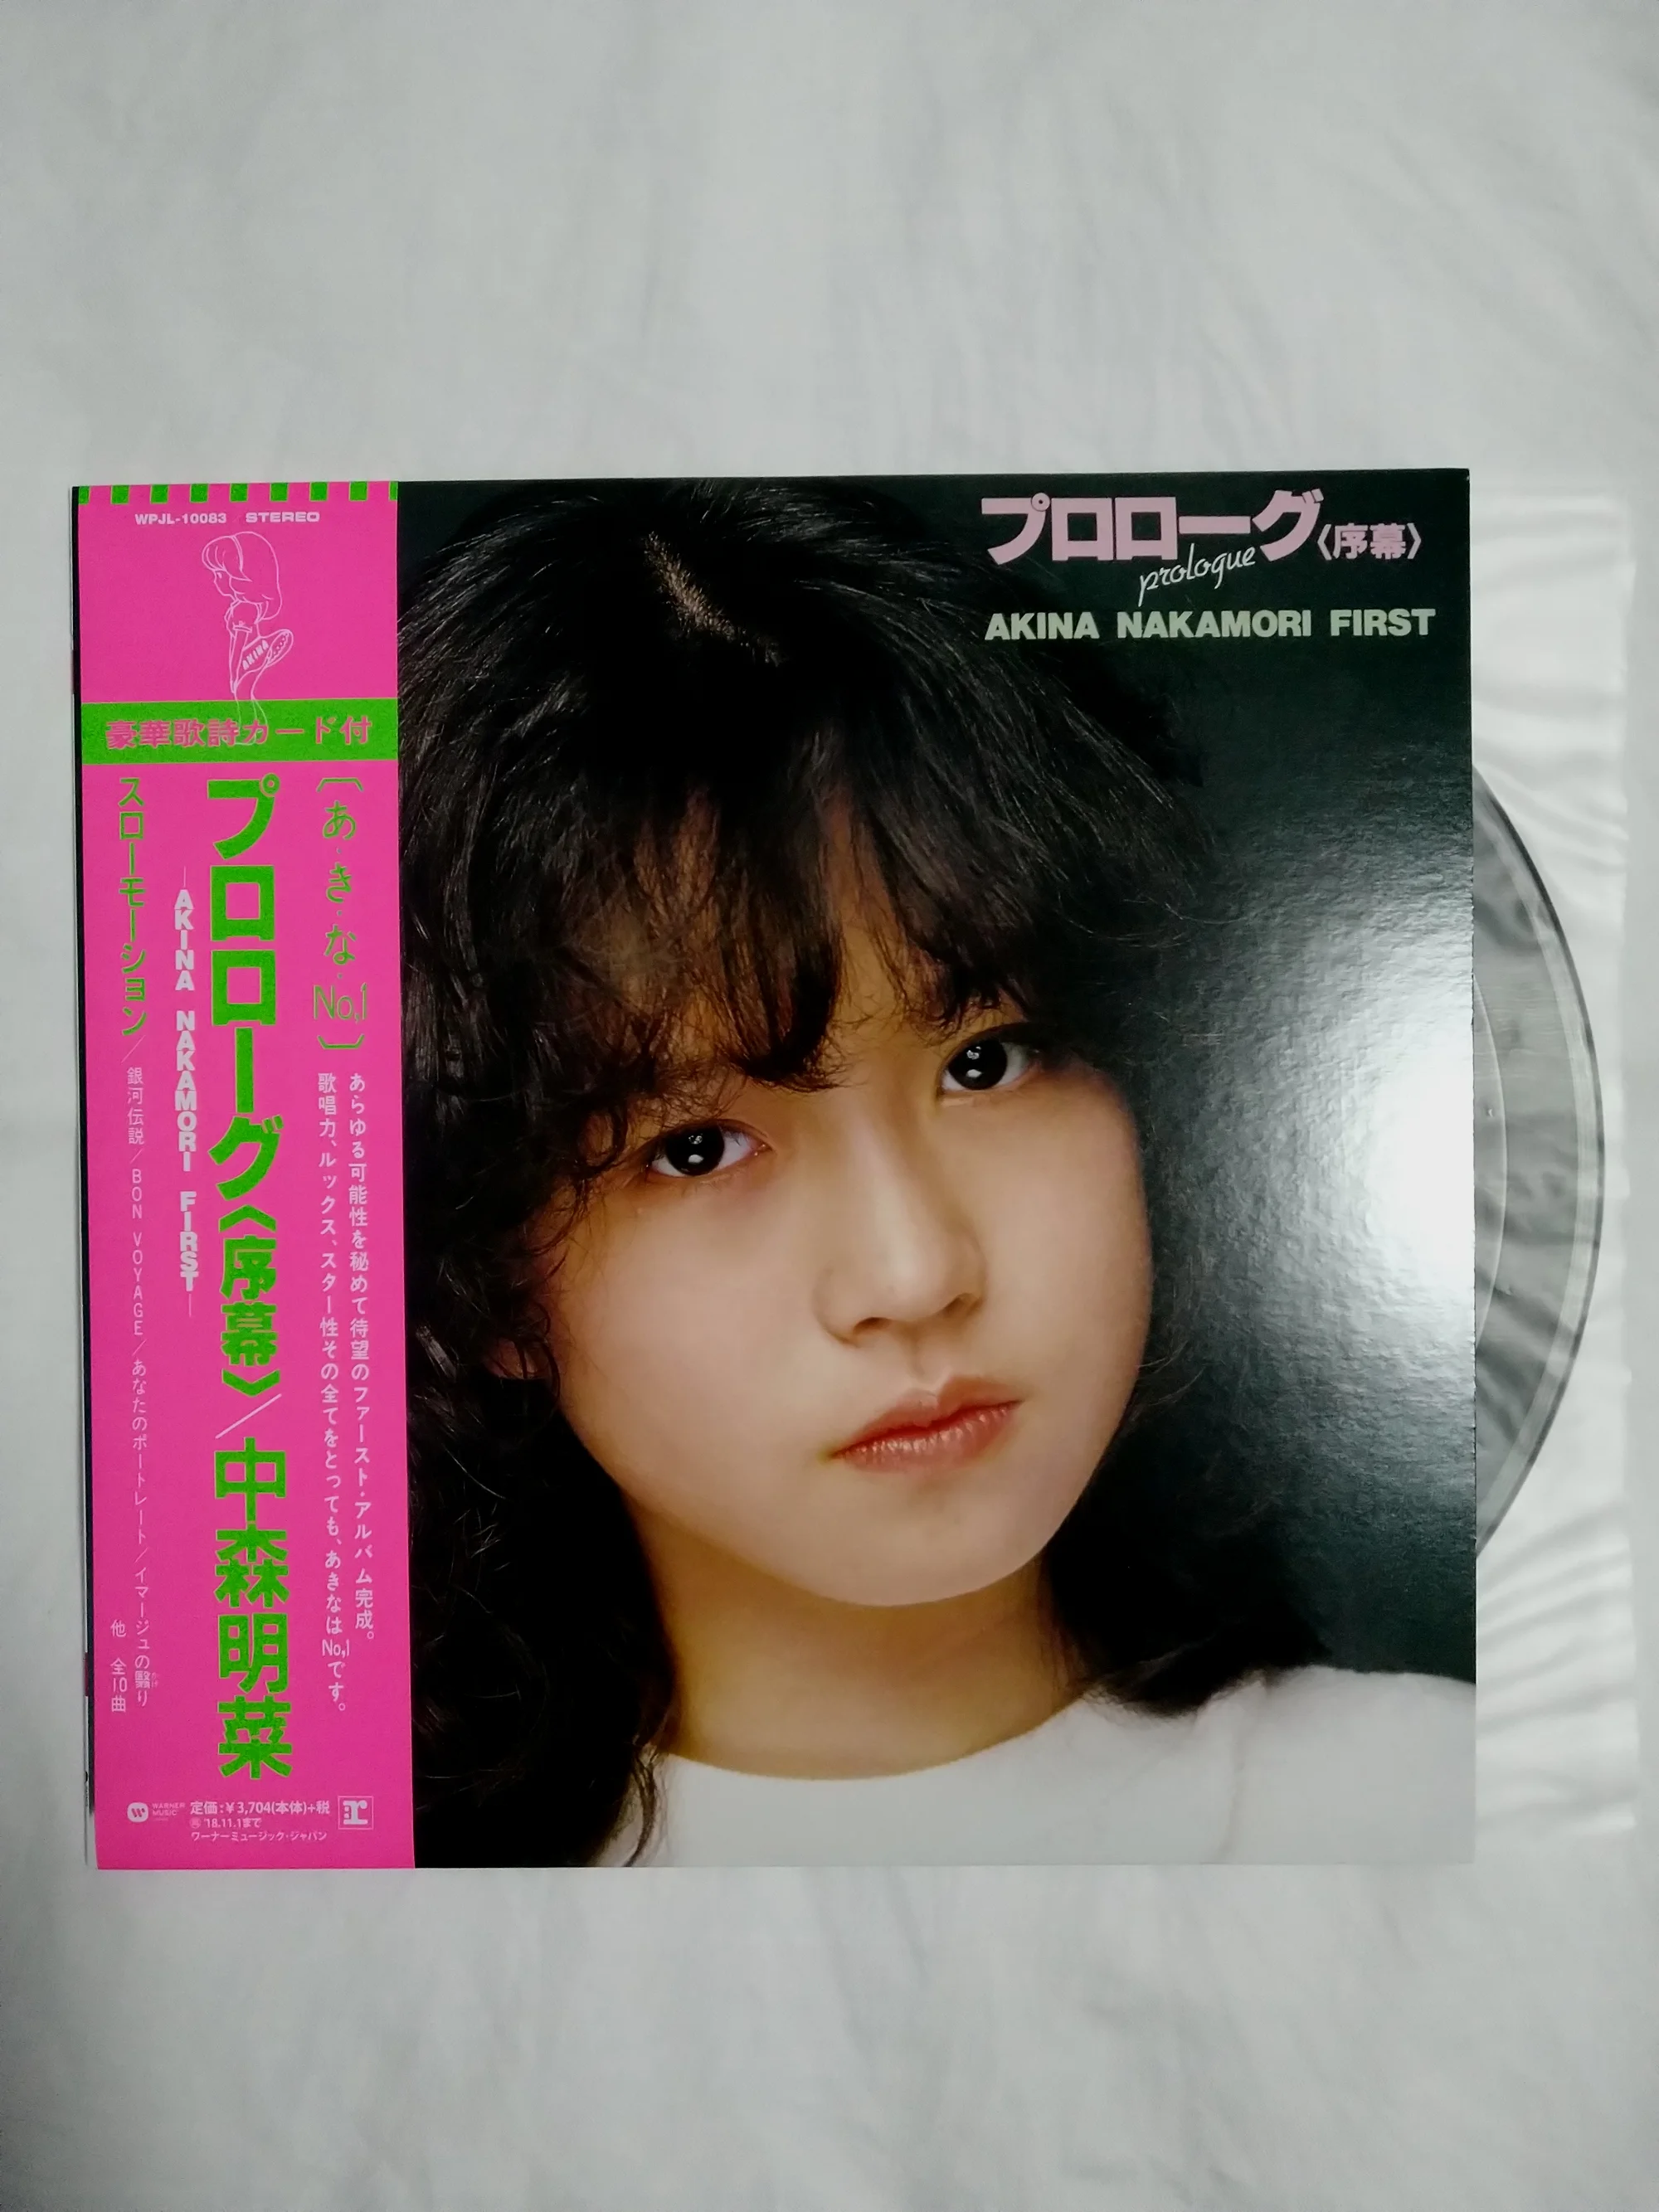 WPJL-10083 STEREO
AKINA
豪華歌詩カード付
〔あ・き・な・No,1〕
あらゆる可能性を秘めて待望のファースト・アルバム完成。
歌唱力、ルックス、スター性その全てをとっても、あきなはNo,1です。
プロローグ〈序幕〉／中森明菜
—AKINA NAKAMORI FIRST—
スローモーション／銀河伝説／BON VOYAGE／あなたのポートレート／イマージュの翳り
かげ
他 全10曲
WARNER MUSIC
定価:¥3,704(本体)+税
'18.11.1まで
ワーナーミュージック・ジャパン
r
プロローグ〈序幕〉
prologue
AKINA NAKAMORI FIRST